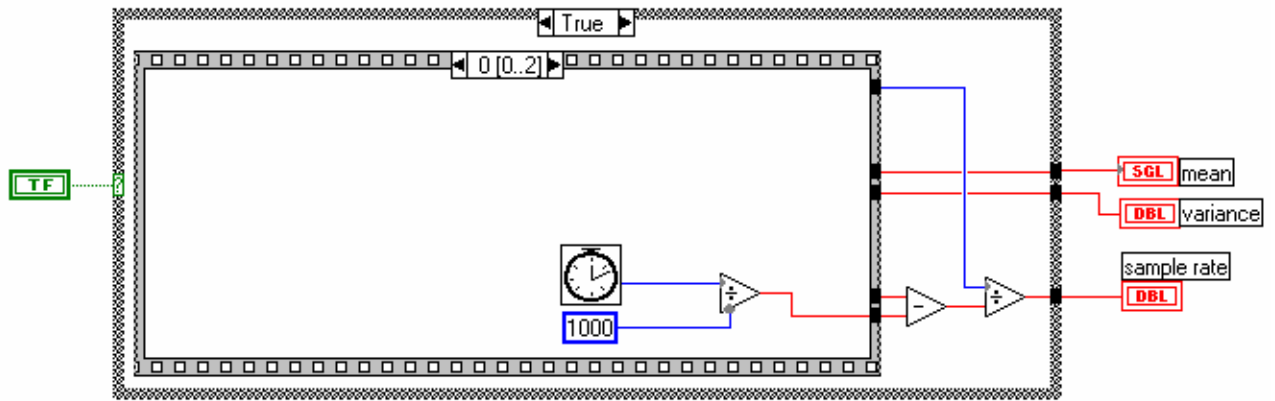 True
0 [0..2]
TF
?
SGL mean
DBL variance
sample rate
DBL
1000
÷
-
÷